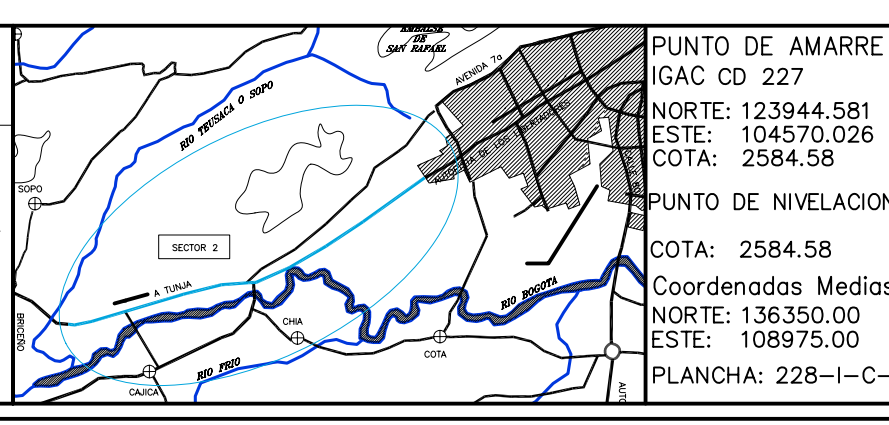 EMBALSE
DE
SAN RAFAEL
AVENIDA 7a
RIO TEUSACA O SOPO
AUTOPISTA DE LOS LIBERTADORES
SOPO
SECTOR 2
A TUNJA
RIO BOGOTA
BRICEÑO
CHIA
COTA
RIO FRIO
CAJICA
AUTO
PUNTO DE AMARRE
IGAC CD 227
NORTE: 123944.581
ESTE: 104570.026
COTA: 2584.58
PUNTO DE NIVELACION
COTA: 2584.58
Coordenadas Medias
NORTE: 136350.00
ESTE: 108975.00
PLANCHA: 228-I-C-